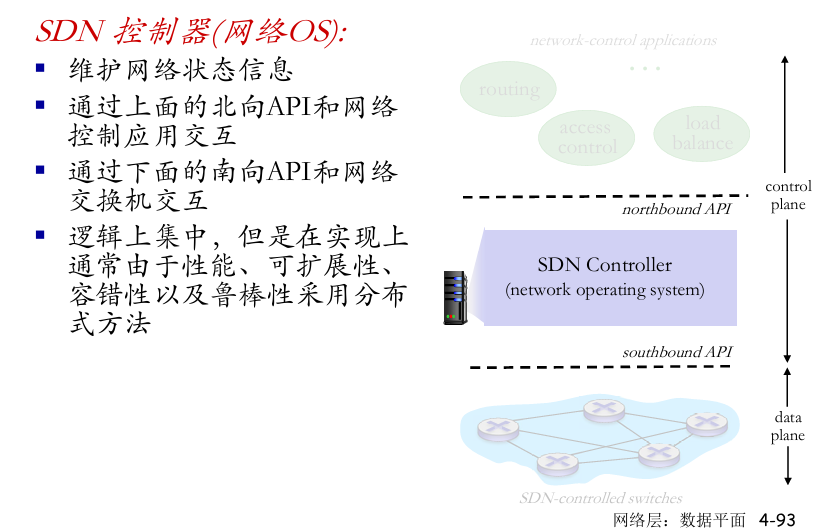 SDN 控制器(网络OS):
维护网络状态信息
通过上面的北向API和网络
控制应用交互
通过下面的南向API和网络
交换机交互
逻辑上集中，但是在实现上
通常由于性能、可扩展性、
容错性以及鲁棒性采用分布
式方法
network-control applications
…
routing
access
control
load
balance
northbound API
control
plane
SDN Controller
(network operating system)
southbound API
data
plane
SDN-controlled switches
网络层：数据平面 4-93